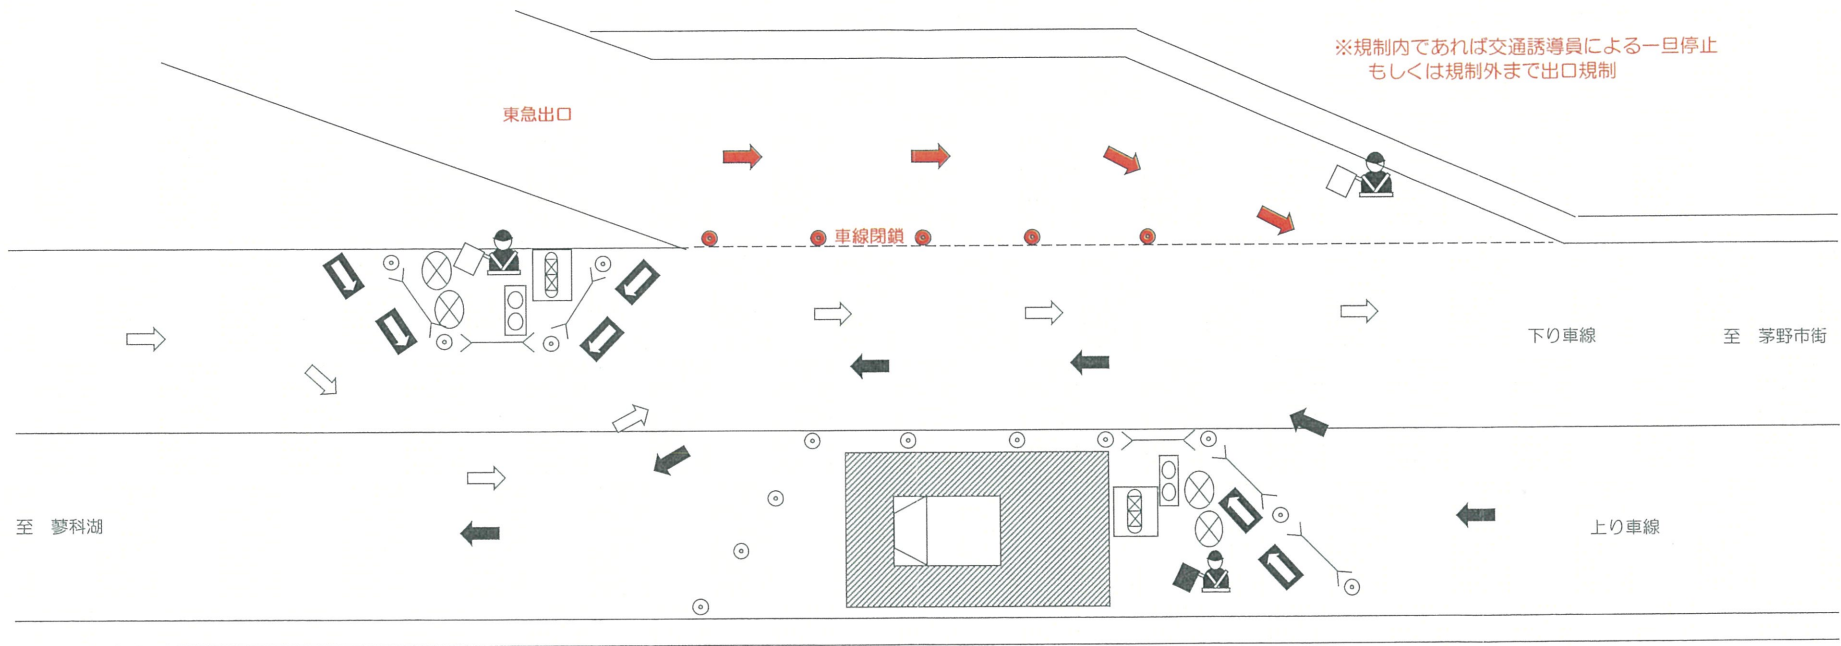 ※規制内であれば交通誘導員による一旦停止
もしくは規制外まで出口規制
東急出口
車線閉鎖
下り車線
至 茅野市街
至 蓼科湖
上り車線